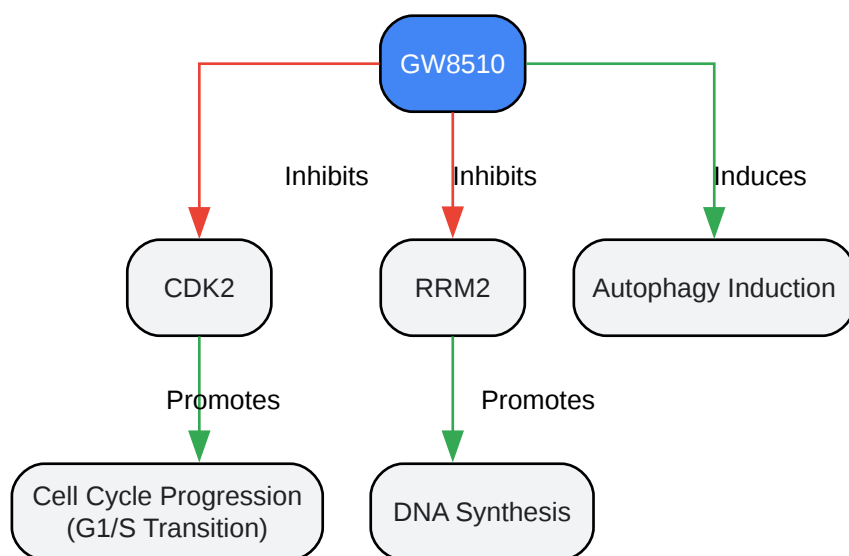 GW8510
Inhibits
Inhibits
Induces
CDK2
RRM2
Autophagy Induction
Promotes
Promotes
Cell Cycle Progression
(G1/S Transition)
DNA Synthesis